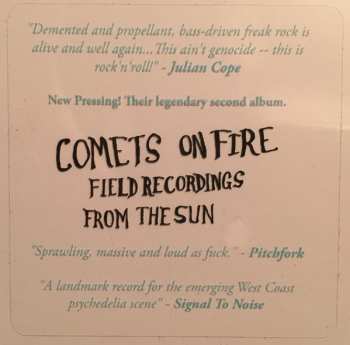 "Demented and propellant, bass-driven freak rock is
alive and well again...This ain't genocide -- this is
rock'n'roll!" - Julian Cope
New Pressing! Their legendary second album.
COMETS ON FIRE
FIELD RECORDINGS
FROM THE SUN
"Sprawling, massive and loud as fuck." - Pitchfork
"A landmark record for the emerging West Coast
psychedelia scene" - Signal To Noise